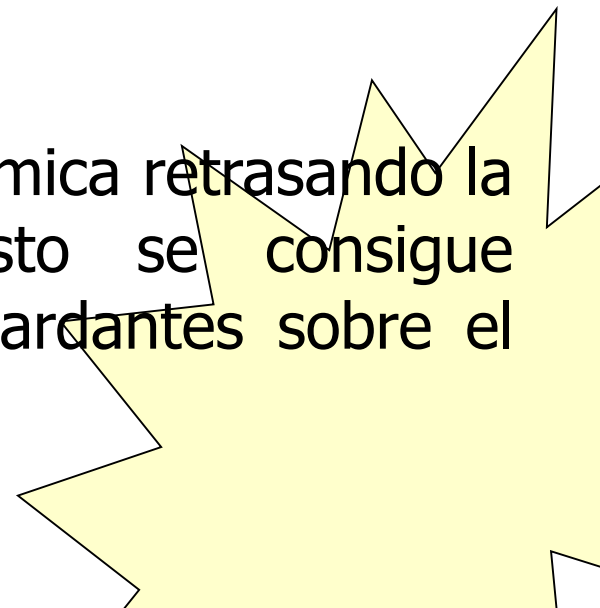 mica retrasando la
sto se consigue
ardantes sobre el